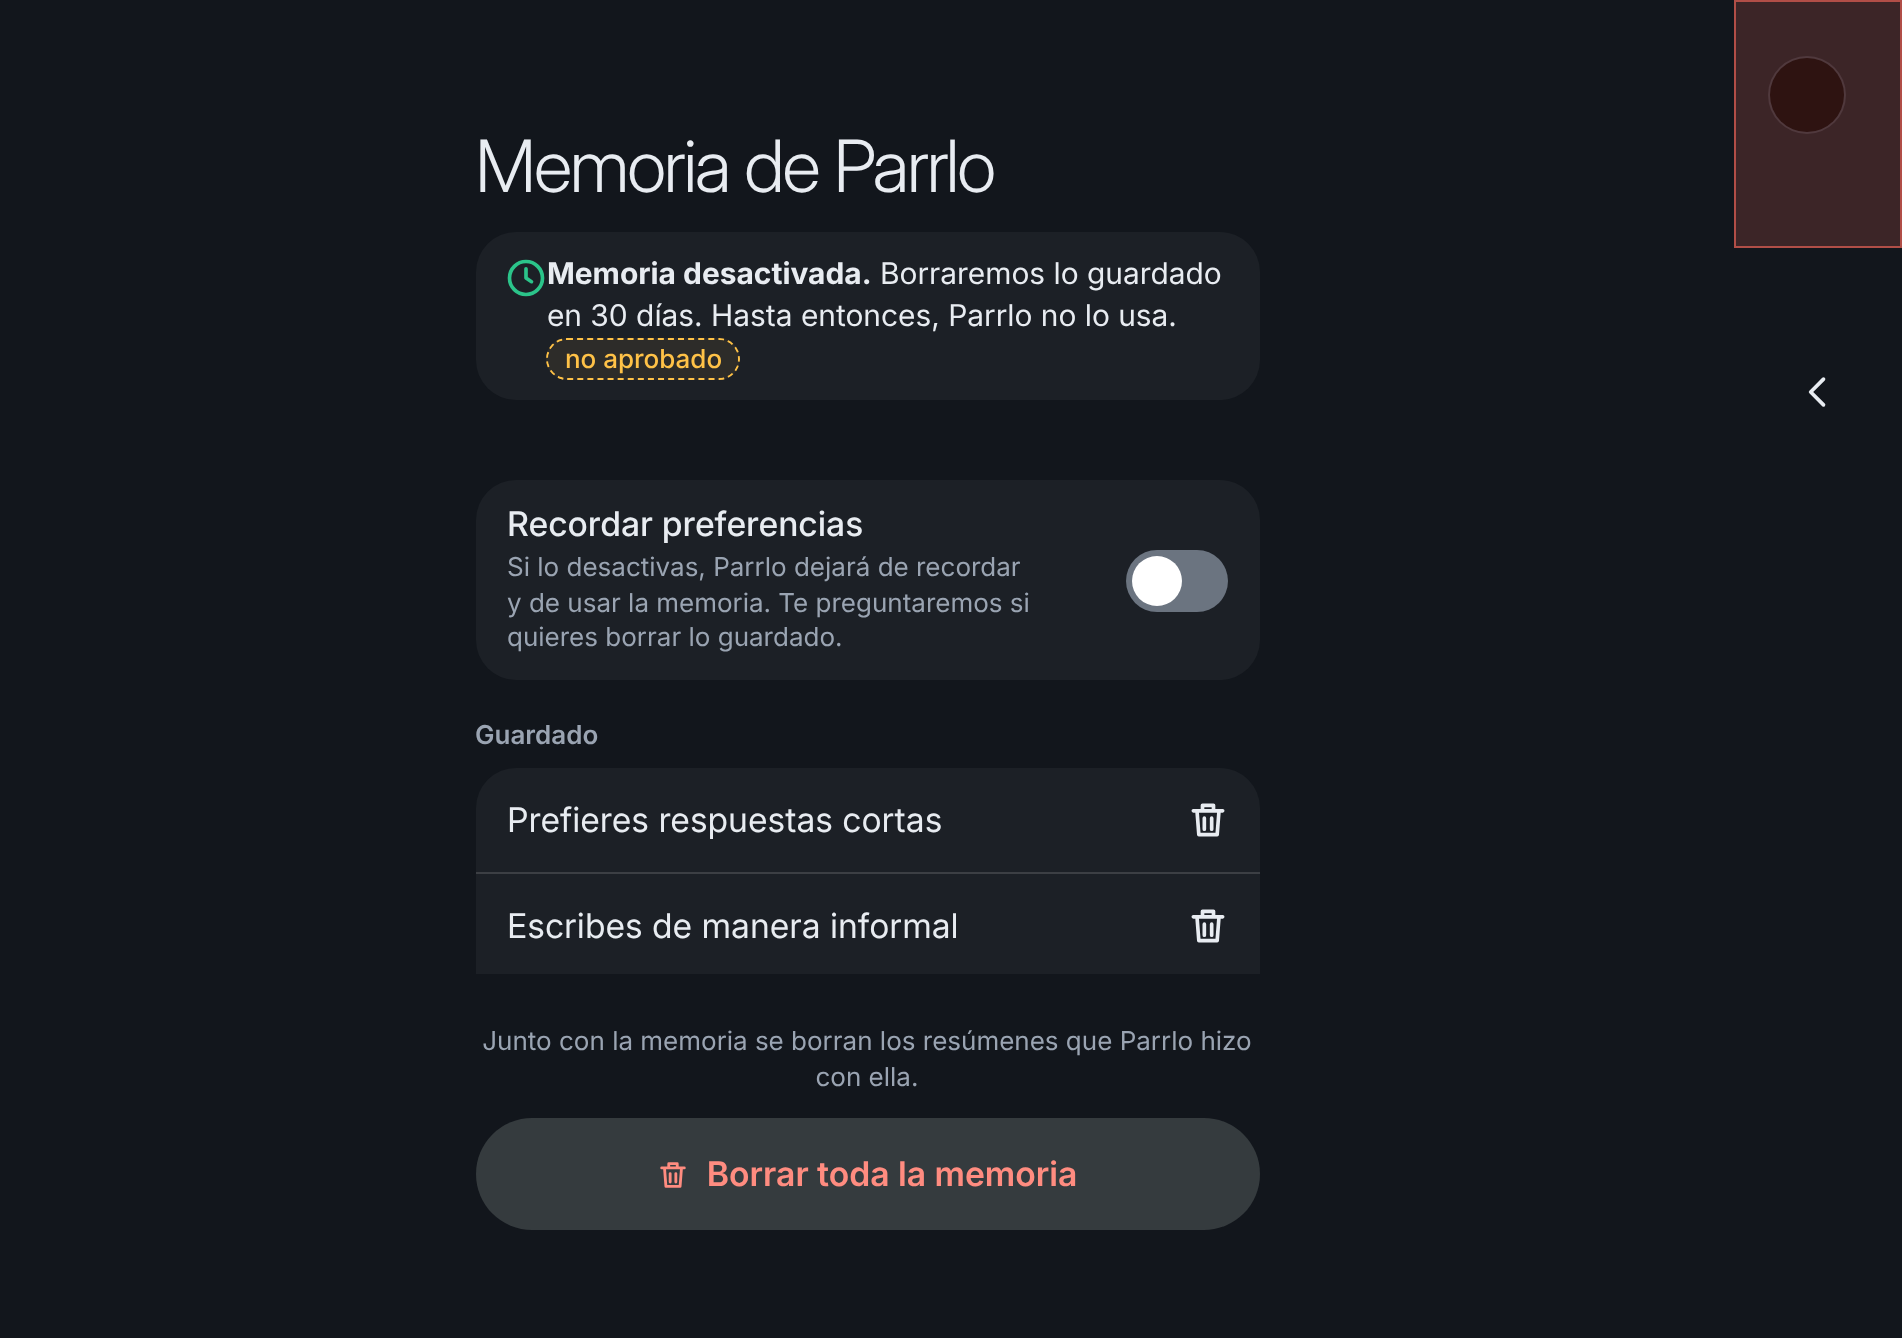 Memoria de Parrlo
Memoria desactivada. Borraremos lo guardado
en 30 días. Hasta entonces, Parrlo no lo usa.
no aprobado
Recordar preferencias
Si lo desactivas, Parrlo dejará de recordar
y de usar la memoria. Te preguntaremos si
quieres borrar lo guardado.
Guardado
Prefieres respuestas cortas
Escribes de manera informal
Junto con la memoria se borran los resúmenes que Parrlo hizo
con ella.
Borrar toda la memoria